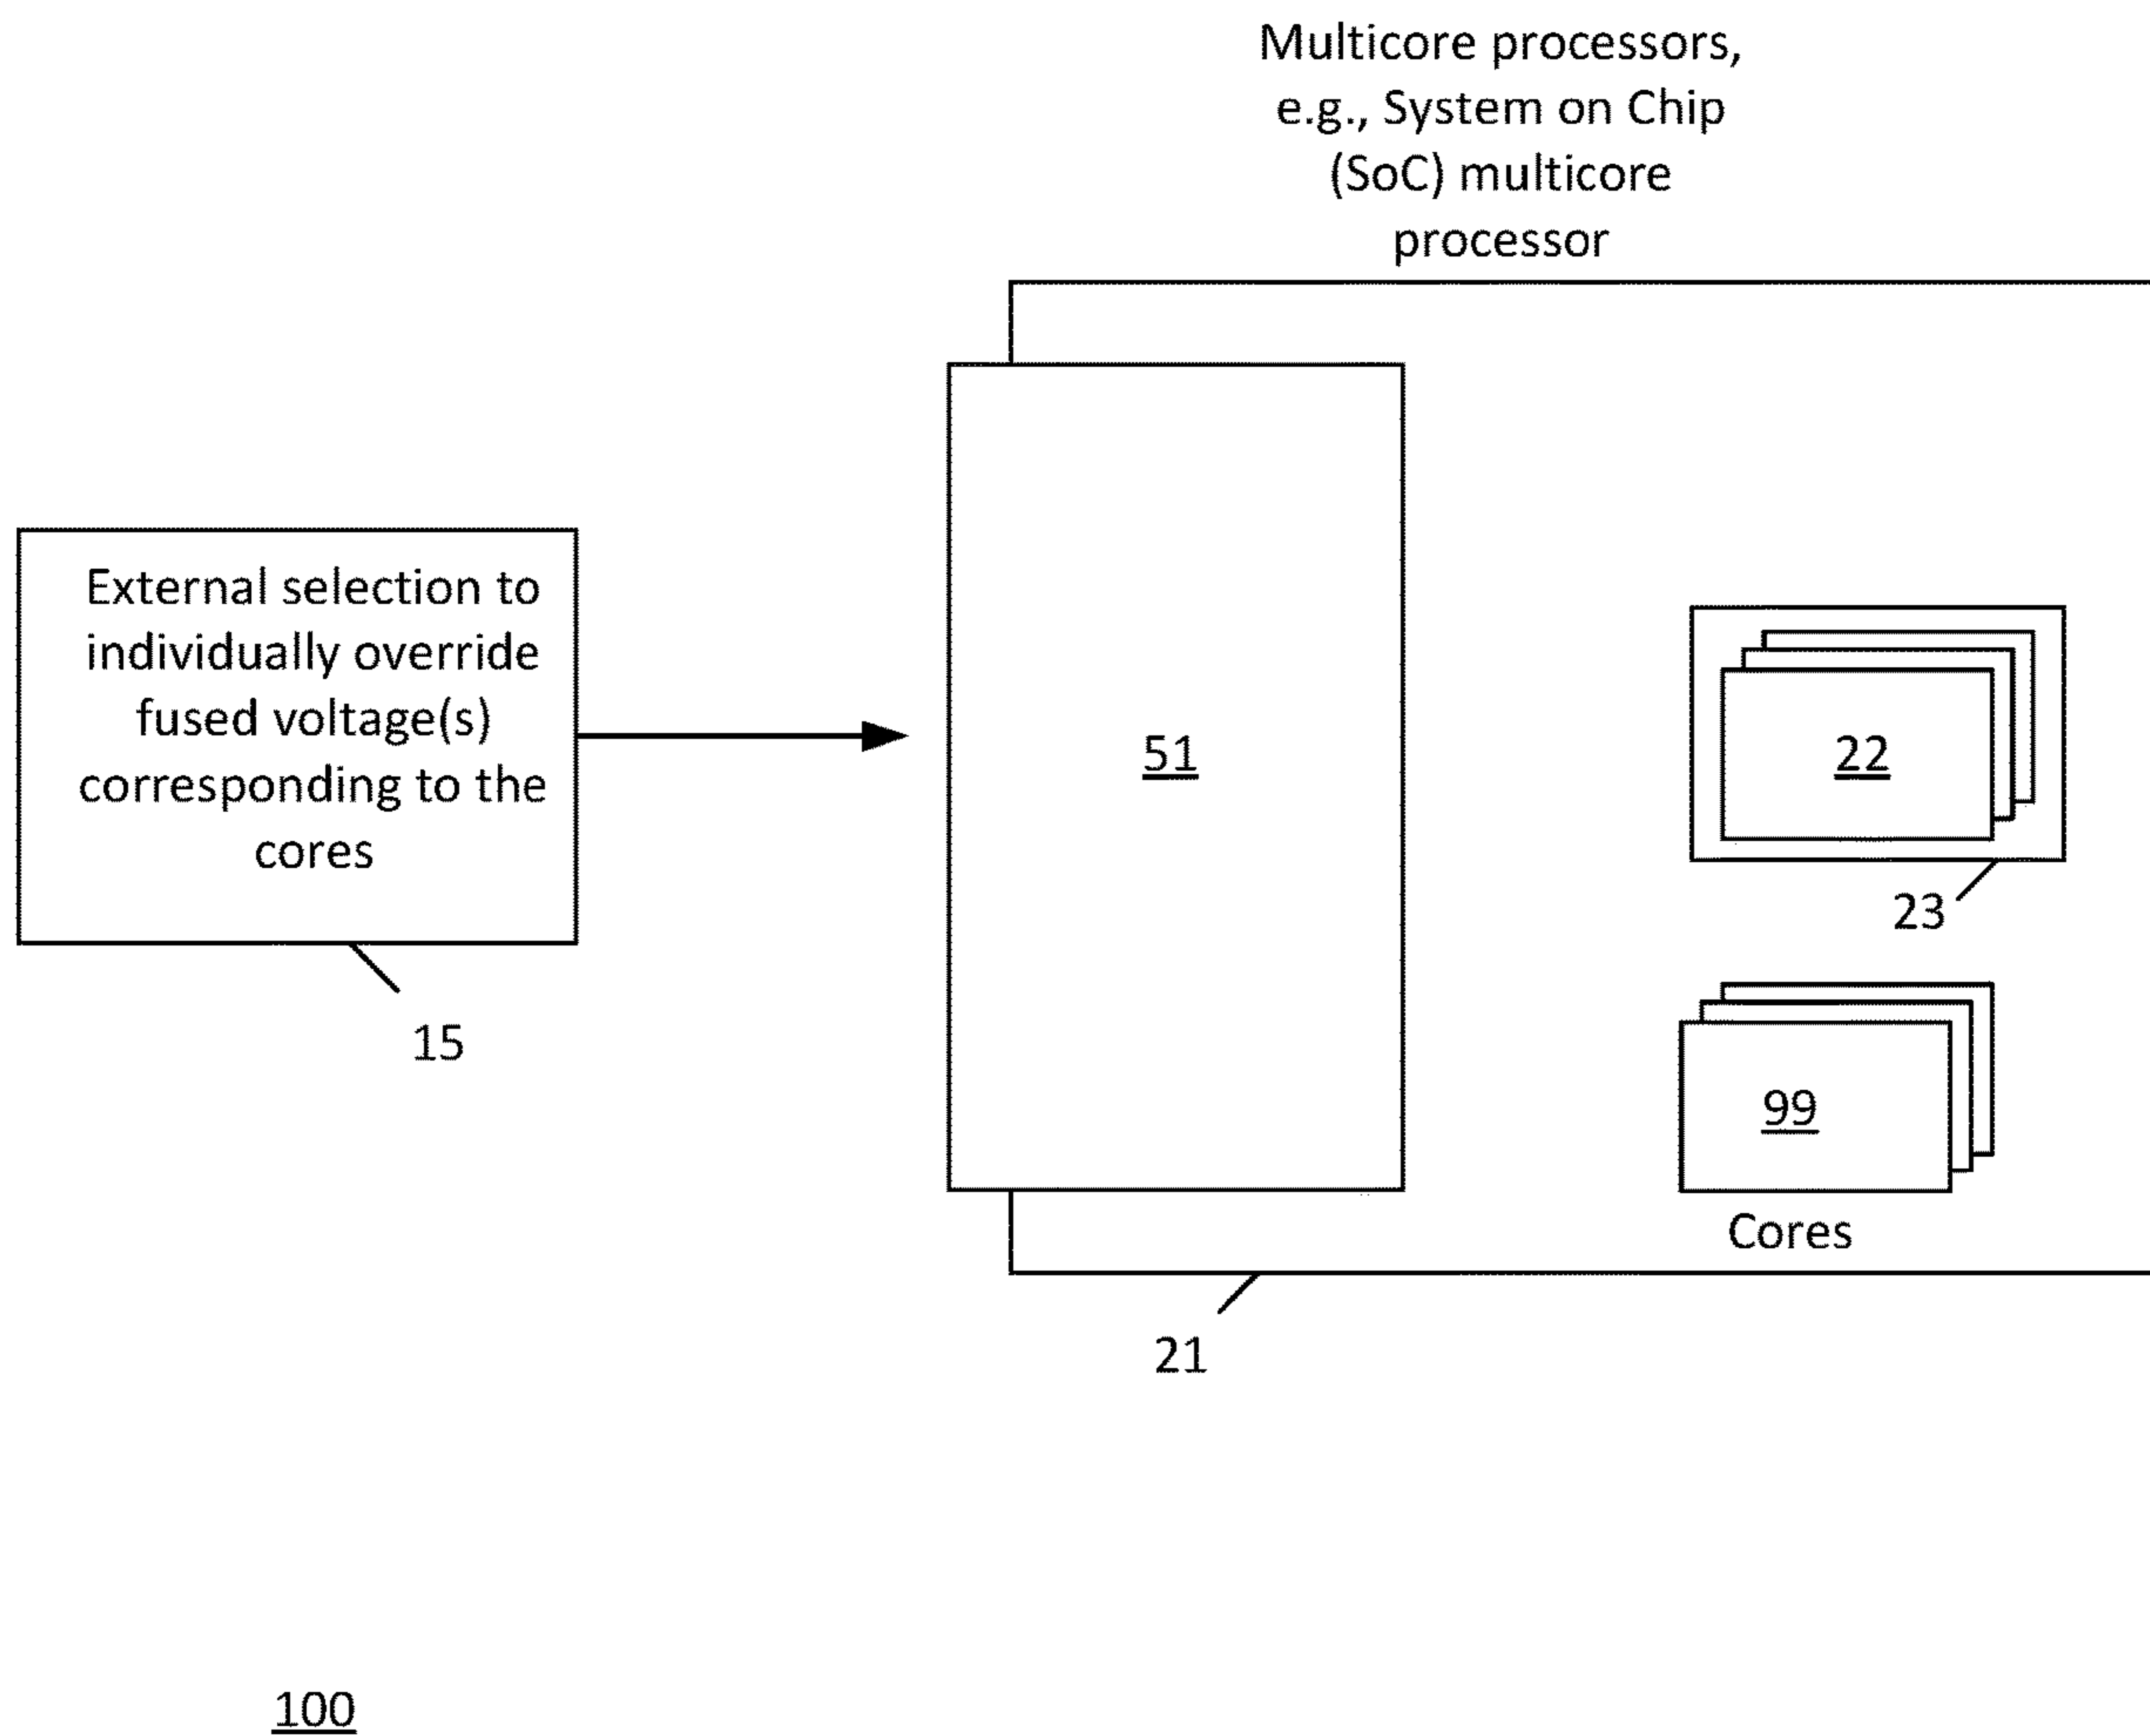 Multicore processors,
e.g., System on Chip
(SoC) multicore
processor
External selection to
individually override
fused voltage(s)
corresponding to the
cores
15
51
22
23
99
Cores
21
100